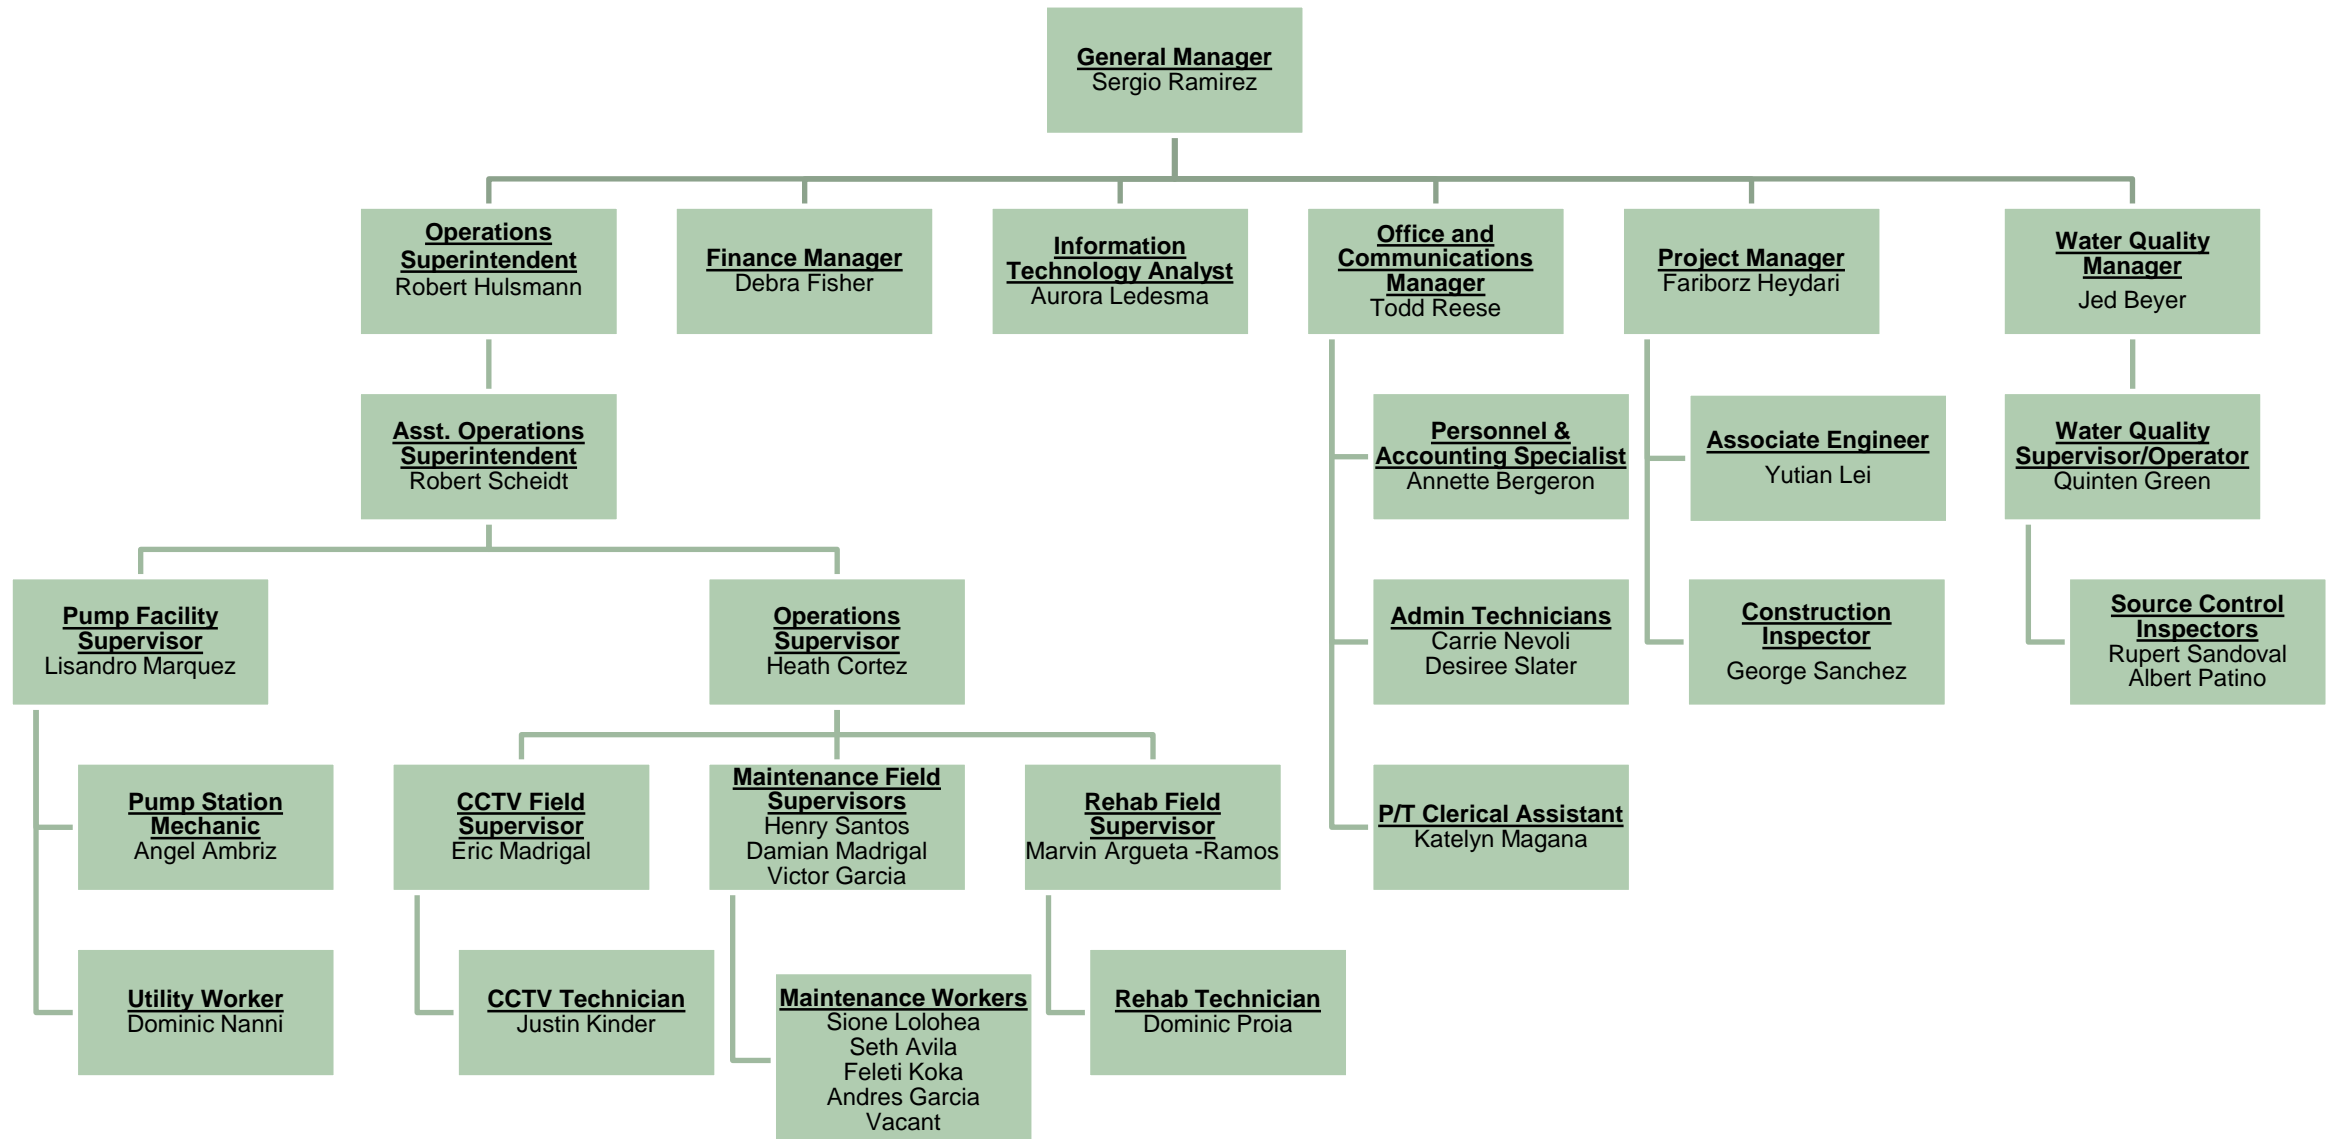 General Manager
Sergio Ramirez
Operations
Superintendent
Robert Hulsmann
Finance Manager
Debra Fisher
Information
Technology Analyst
Aurora Ledesma
Office and
Communications
Manager
Todd Reese
Project Manager
Fariborz Heydari
Water Quality
Manager
Jed Beyer
Asst. Operations
Superintendent
Robert Scheidt
Personnel &
Accounting Specialist
Annette Bergeron
Associate Engineer
Yutian Lei
Water Quality
Supervisor/Operator
Quinten Green
Pump Facility
Supervisor
Lisandro Marquez
Operations
Supervisor
Heath Cortez
Admin Technicians
Carrie Nevoli
Desiree Slater
Construction
Inspector
George Sanchez
Source Control
Inspectors
Rupert Sandoval
Albert Patino
Pump Station
Mechanic
Angel Ambriz
CCTV Field
Supervisor
Eric Madrigal
Maintenance Field
Supervisors
Henry Santos
Damian Madrigal
Victor Garcia
Rehab Field
Supervisor
Marvin Argueta -Ramos
P/T Clerical Assistant
Katelyn Magana
Utility Worker
Dominic Nanni
CCTV Technician
Justin Kinder
Maintenance Workers
Sione Lolohea
Seth Avila
Feleti Koka
Andres Garcia
Vacant
Rehab Technician
Dominic Proia